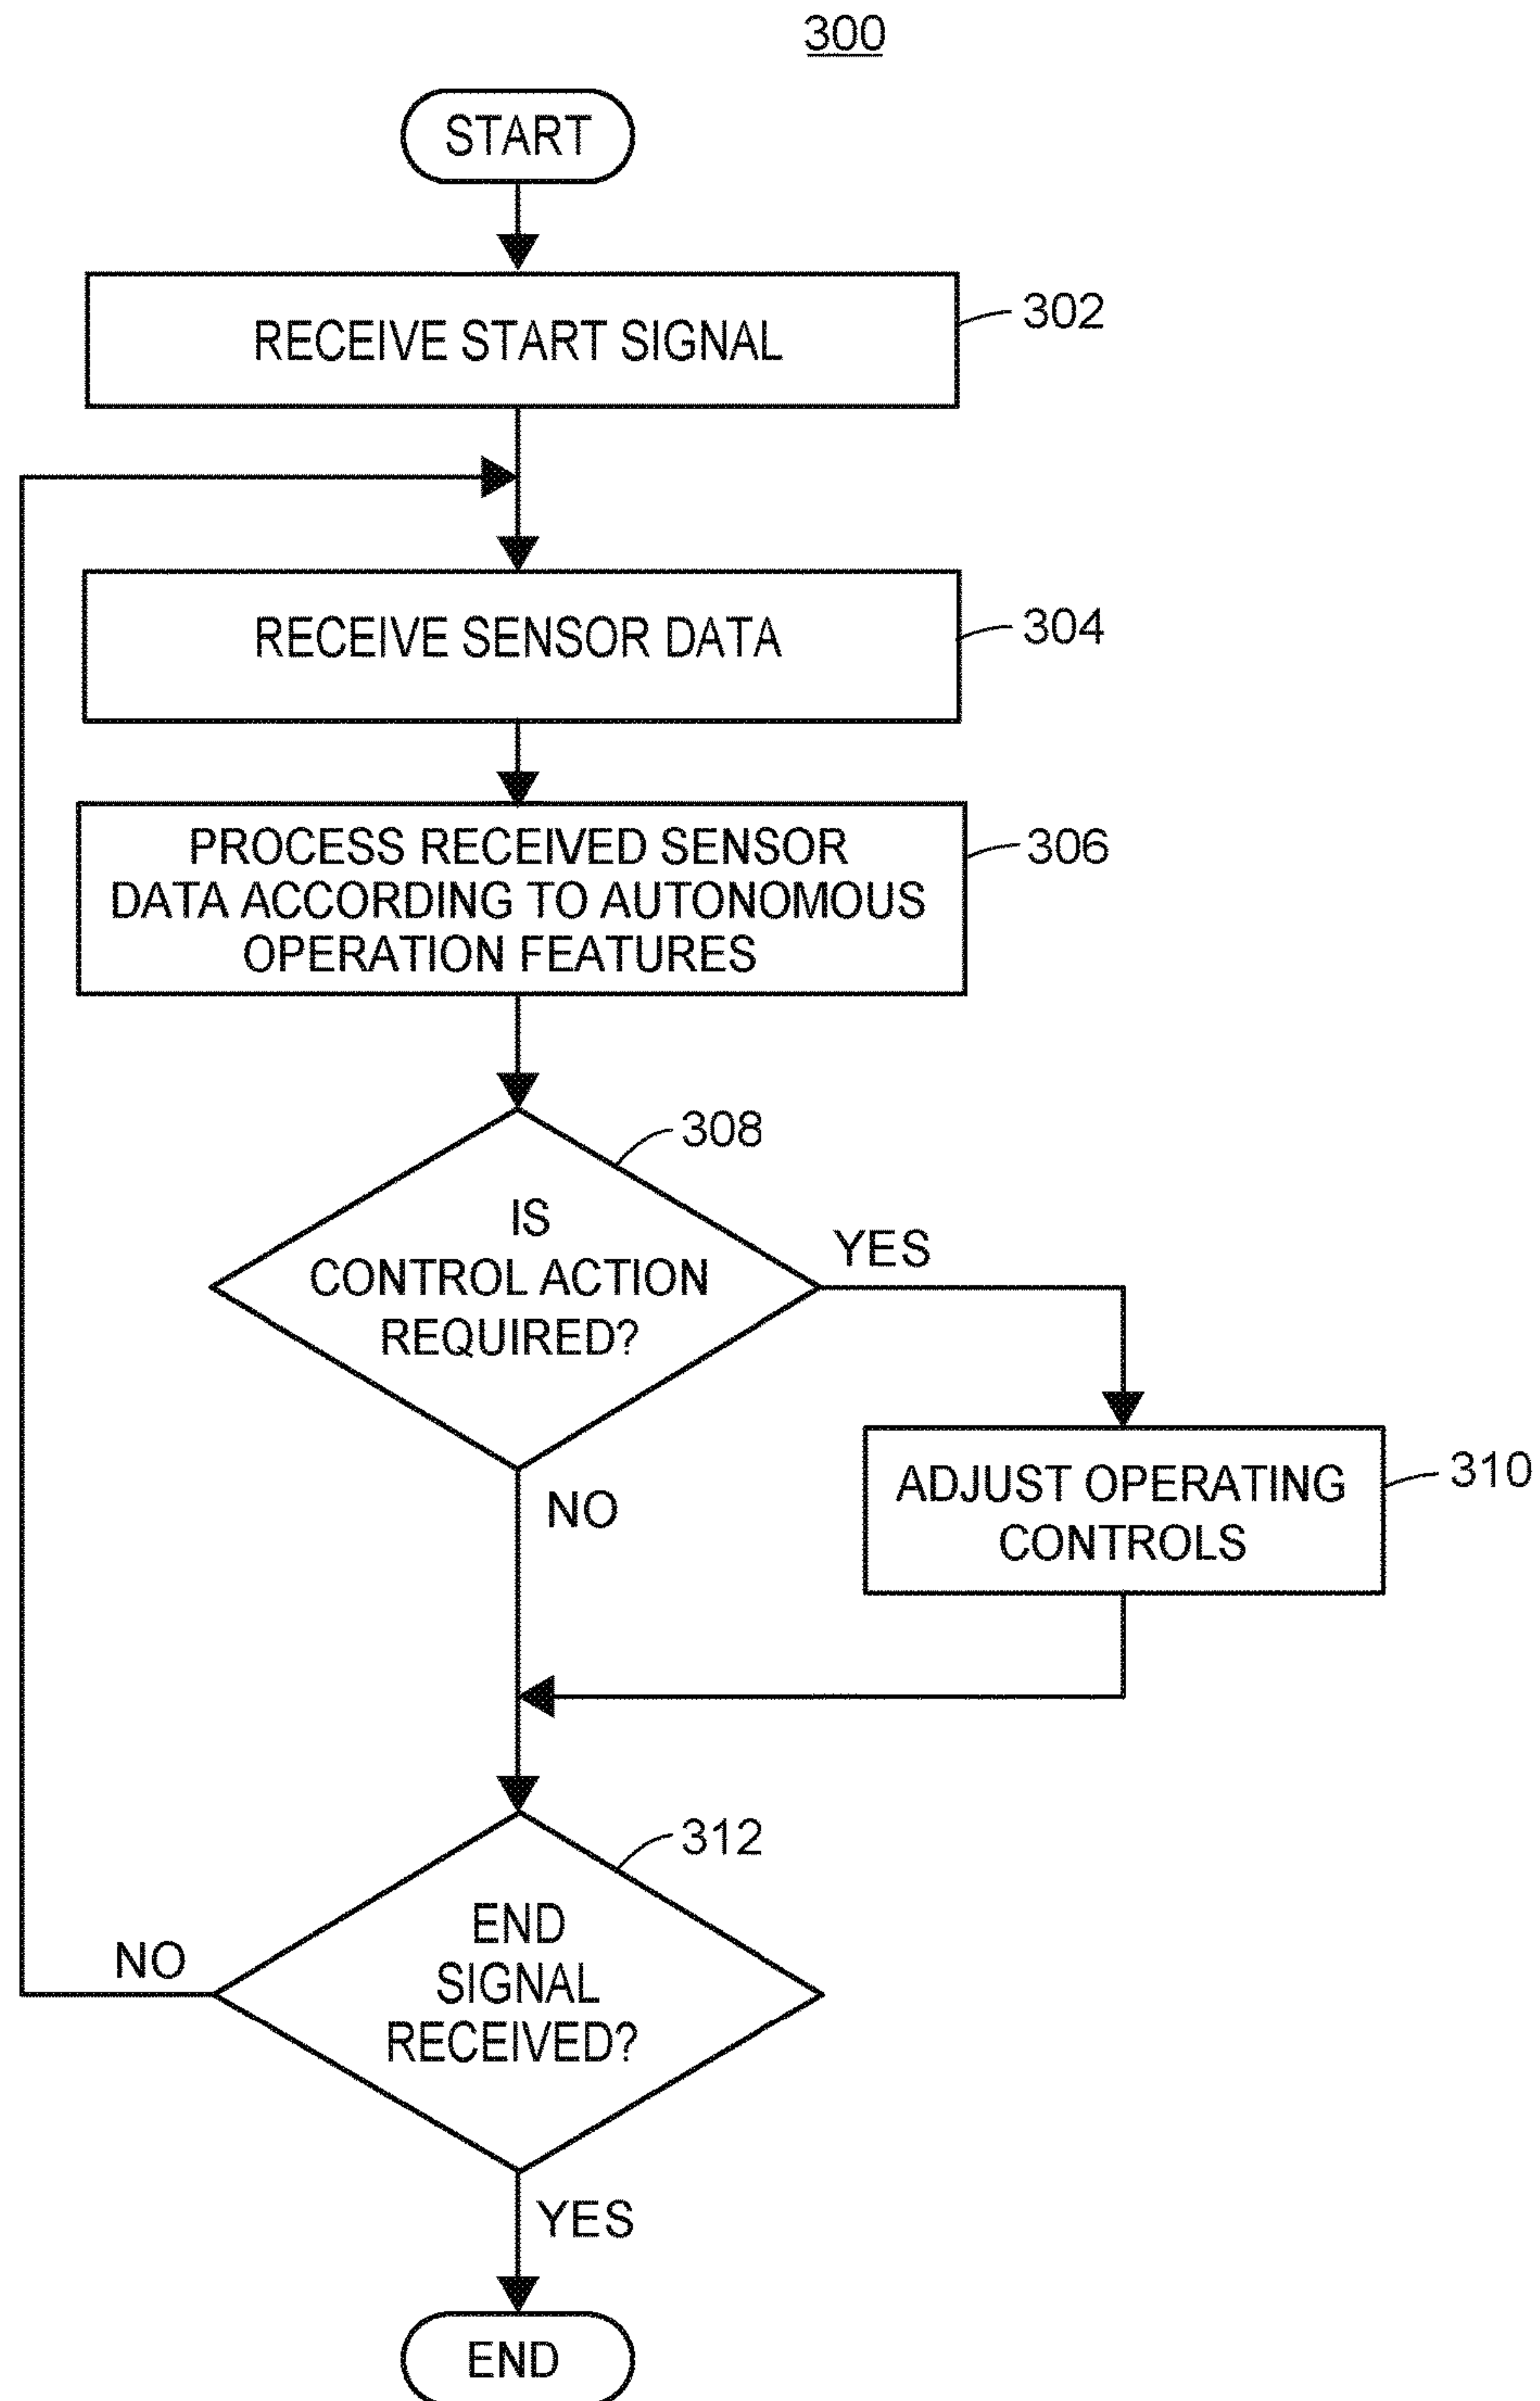 300
START
RECEIVE START SIGNAL
302
RECEIVE SENSOR DATA
304
PROCESS RECEIVED SENSOR
DATA ACCORDING TO AUTONOMOUS
OPERATION FEATURES
306
308
IS
CONTROL ACTION
REQUIRED?
YES
NO
ADJUST OPERATING
CONTROLS
310
312
END
SIGNAL
RECEIVED?
NO
YES
END